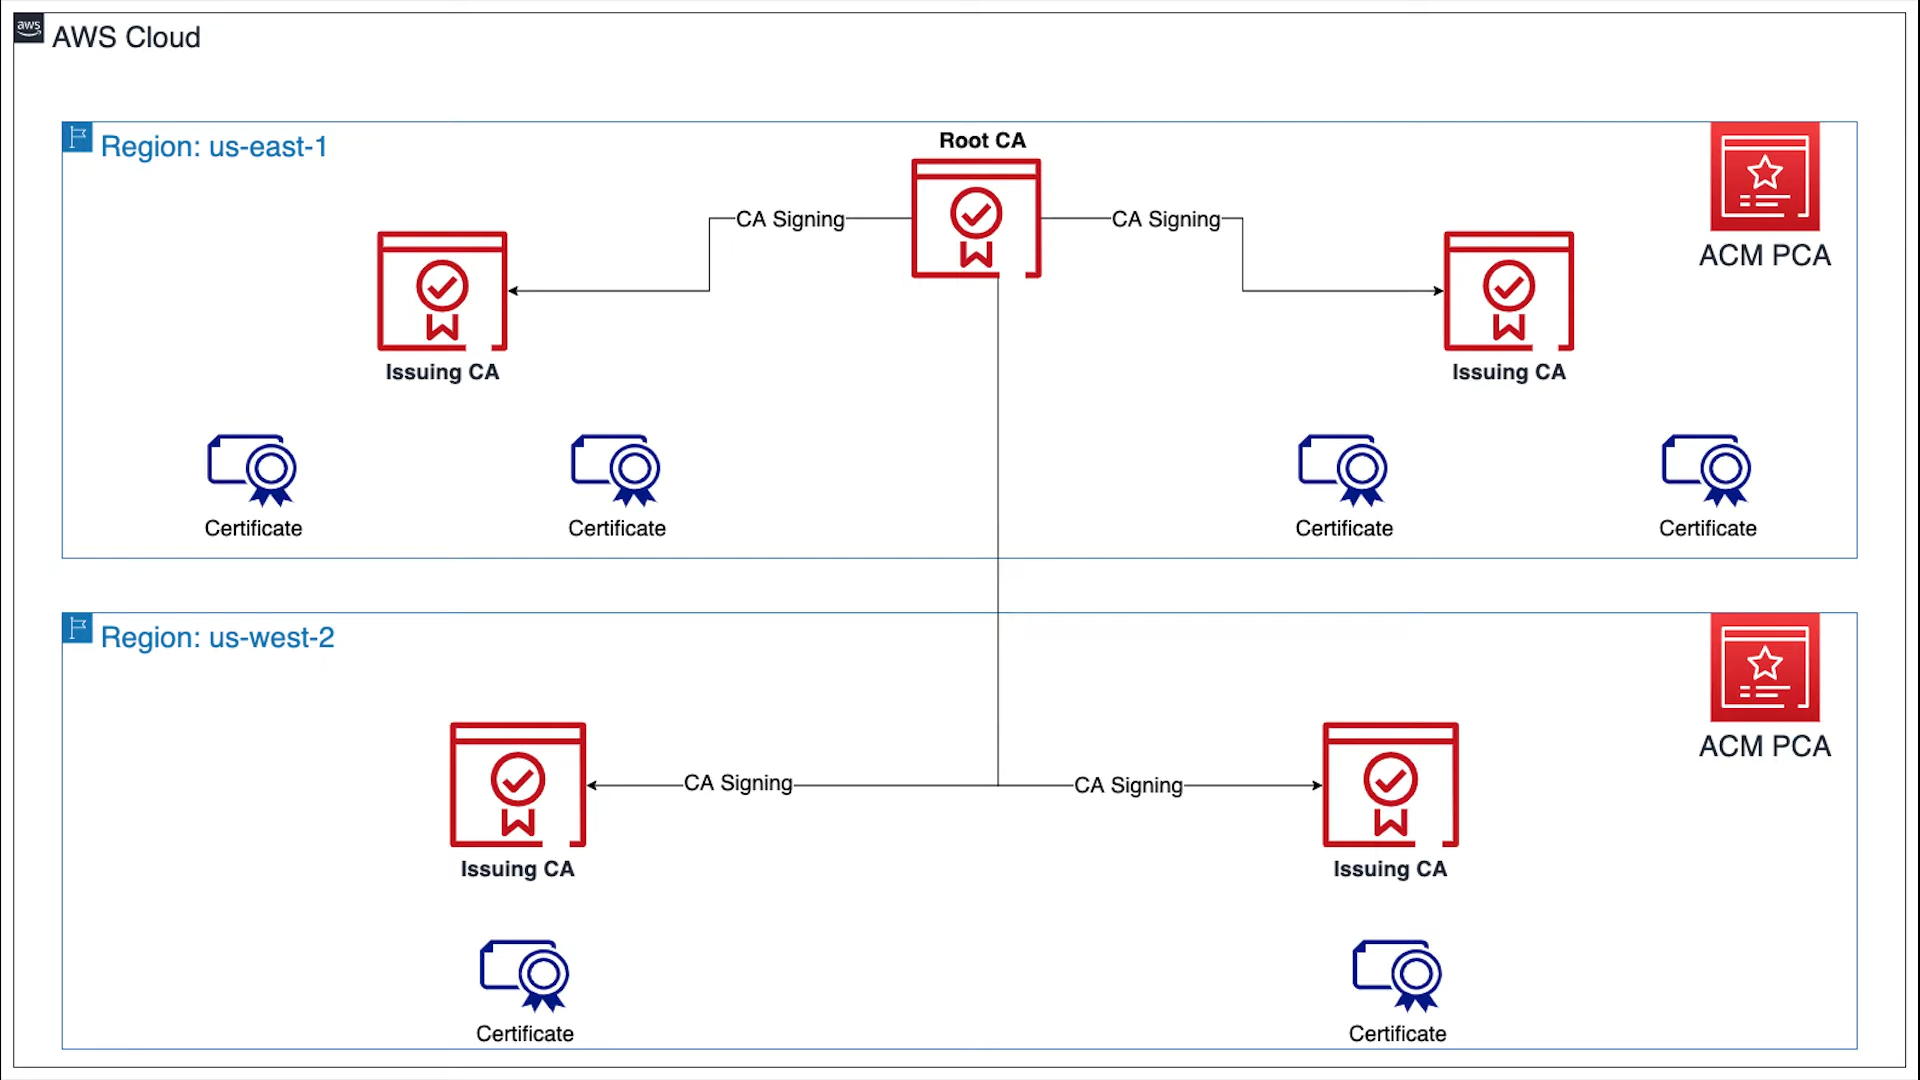 aws
AWS Cloud
Region: us-east-1
Root CA
ACM PCA
CA Signing
CA Signing
Issuing CA
Issuing CA
Certificate
Certificate
Certificate
Certificate
Region: us-west-2
ACM PCA
CA Signing
CA Signing
Issuing CA
Issuing CA
Certificate
Certificate